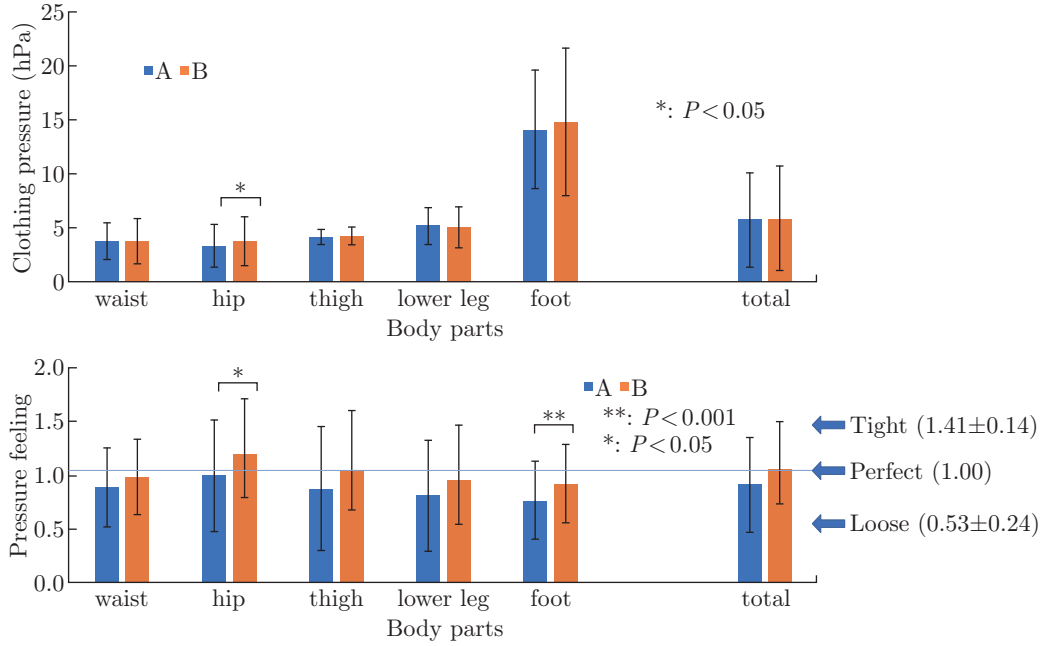 Clothing pressure (hPa)
25
20
15
10
5
0
A B
*: P<0.05
*
waist hip thigh lower leg foot total
Body parts
Pressure feeling
2.0
1.5
1.0
0.5
0.0
A B
**: P<0.001
*: P<0.05
*
**
Tight (1.41±0.14)
Perfect (1.00)
Loose (0.53±0.24)
waist hip thigh lower leg foot total
Body parts